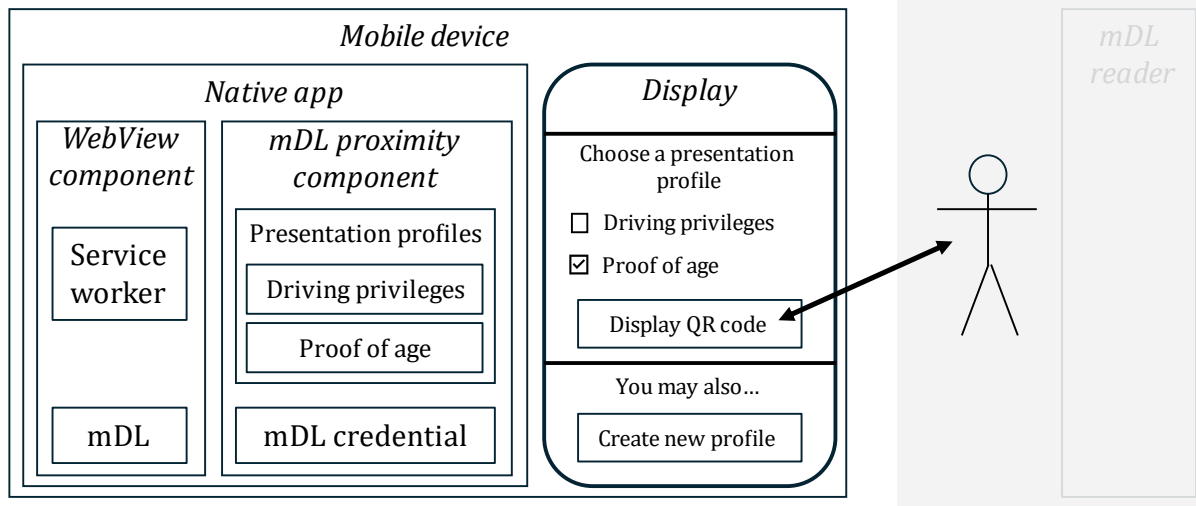 Mobile device
Native app
WebView
component
Service
worker
mDL
mDL proximity
component
Presentation profiles
Driving privileges
Proof of age
mDL credential
Display
Choose a presentation
profile
Driving privileges
Proof of age
Display QR code
You may also…
Create new profile
mDL
reader